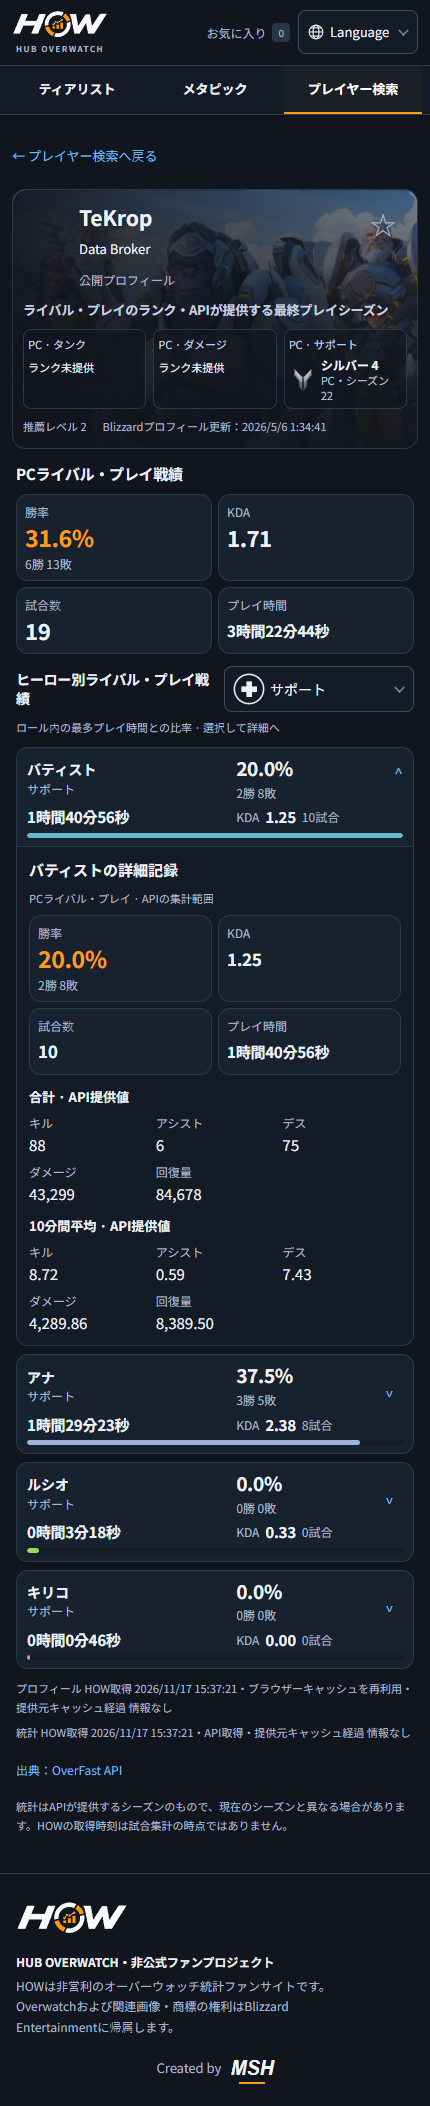 HOW
HUB OVERWATCH
お気に入り 0
Language
ティアリスト メタピック プレイヤー検索
← プレイヤー検索へ戻る
TeKrop
Data Broker
公開プロフィール
ライバル・プレイのランク・APIが提供する最終プレイシーズン
PC・タンク
ランク未提供
PC・ダメージ
ランク未提供
PC・サポート
シルバー 4
PC・シーズン
22
推薦レベル 2 Blizzardプロフィール更新：2026/5/6 1:34:41
PCライバル・プレイ戦績
勝率
31.6%
6勝 13敗
KDA
1.71
試合数
19
プレイ時間
3時間22分44秒
ヒーロー別ライバル・プレイ戦
績
サポート
ロール内の最多プレイ時間との比率・選択して詳細へ
バティスト
サポート
1時間40分56秒
20.0%
2勝 8敗
KDA 1.25 10試合
バティストの詳細記録
PCライバル・プレイ・APIの集計範囲
勝率
20.0%
2勝 8敗
KDA
1.25
試合数
10
プレイ時間
1時間40分56秒
合計・API提供値
キル アシスト デス
88 6 75
ダメージ 回復量
43,299 84,678
10分間平均・API提供値
キル アシスト デス
8.72 0.59 7.43
ダメージ 回復量
4,289.86 8,389.50
アナ
サポート
1時間29分23秒
37.5%
3勝 5敗
KDA 2.38 8試合
ルシオ
サポート
0時間3分18秒
0.0%
0勝 0敗
KDA 0.33 0試合
キリコ
サポート
0時間0分46秒
0.0%
0勝 0敗
KDA 0.00 0試合
プロフィール HOW取得 2026/11/17 15:37:21・ブラウザーキャッシュを再利用・
提供元キャッシュ経過 情報なし
統計 HOW取得 2026/11/17 15:37:21・API取得・提供元キャッシュ経過 情報なし
出典：OverFast API
統計はAPIが提供するシーズンのもので、現在のシーズンと異なる場合がありま
す。HOWの取得時刻は試合集計の時点ではありません。
HOW
HUB OVERWATCH・非公式ファンプロジェクト
HOWは非営利のオーバーウォッチ統計ファンサイトです。
Overwatchおよび関連画像・商標の権利はBlizzard
Entertainmentに帰属します。
Created by MSH